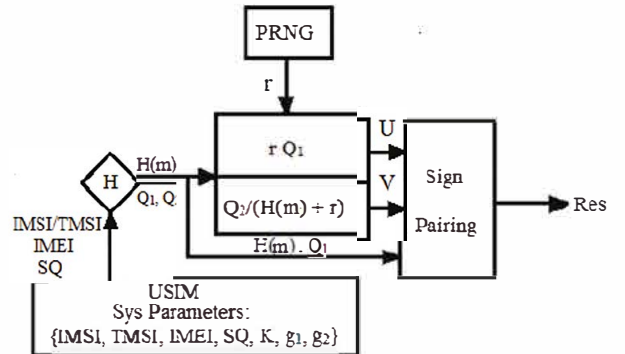 PRNG
r
r Q1
U
H(m)
H
Q1, Q
V
Sign
Pairing
Q2/(H(m) + r)
Res
IMSI/TMSI
IMEI
SQ
H(m). Q1
USIM
Sys Parameters:
{IMSI, TMSI, IMEI, SQ, K, g1, g2}